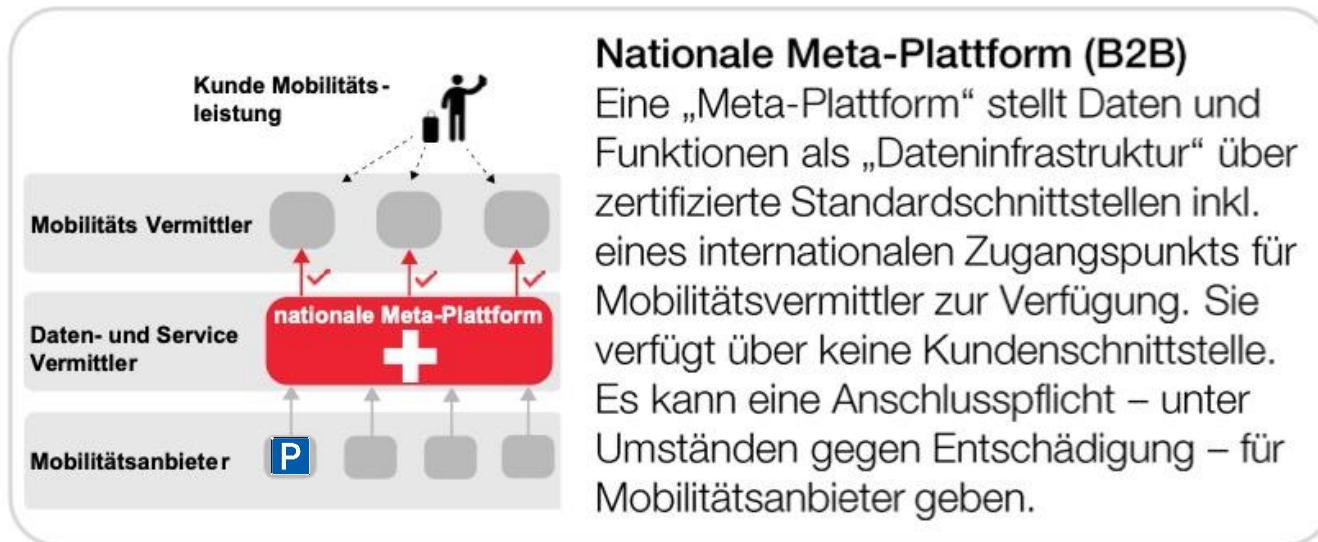 Kunde Mobilitäts-
leistung
Mobilitäts Vermittler
nationale Meta-Plattform
Daten- und Service
Vermittler
Mobilitätsanbieter
P
Nationale Meta-Plattform (B2B)
Eine „Meta-Plattform“ stellt Daten und
Funktionen als „Dateninfrastruktur“ über
zertifizierte Standardschnittstellen inkl.
eines internationalen Zugangspunkts für
Mobilitätsvermittler zur Verfügung. Sie
verfügt über keine Kundenschnittstelle.
Es kann eine Anschlusspflicht – unter
Umständen gegen Entschädigung – für
Mobilitätsanbieter geben.